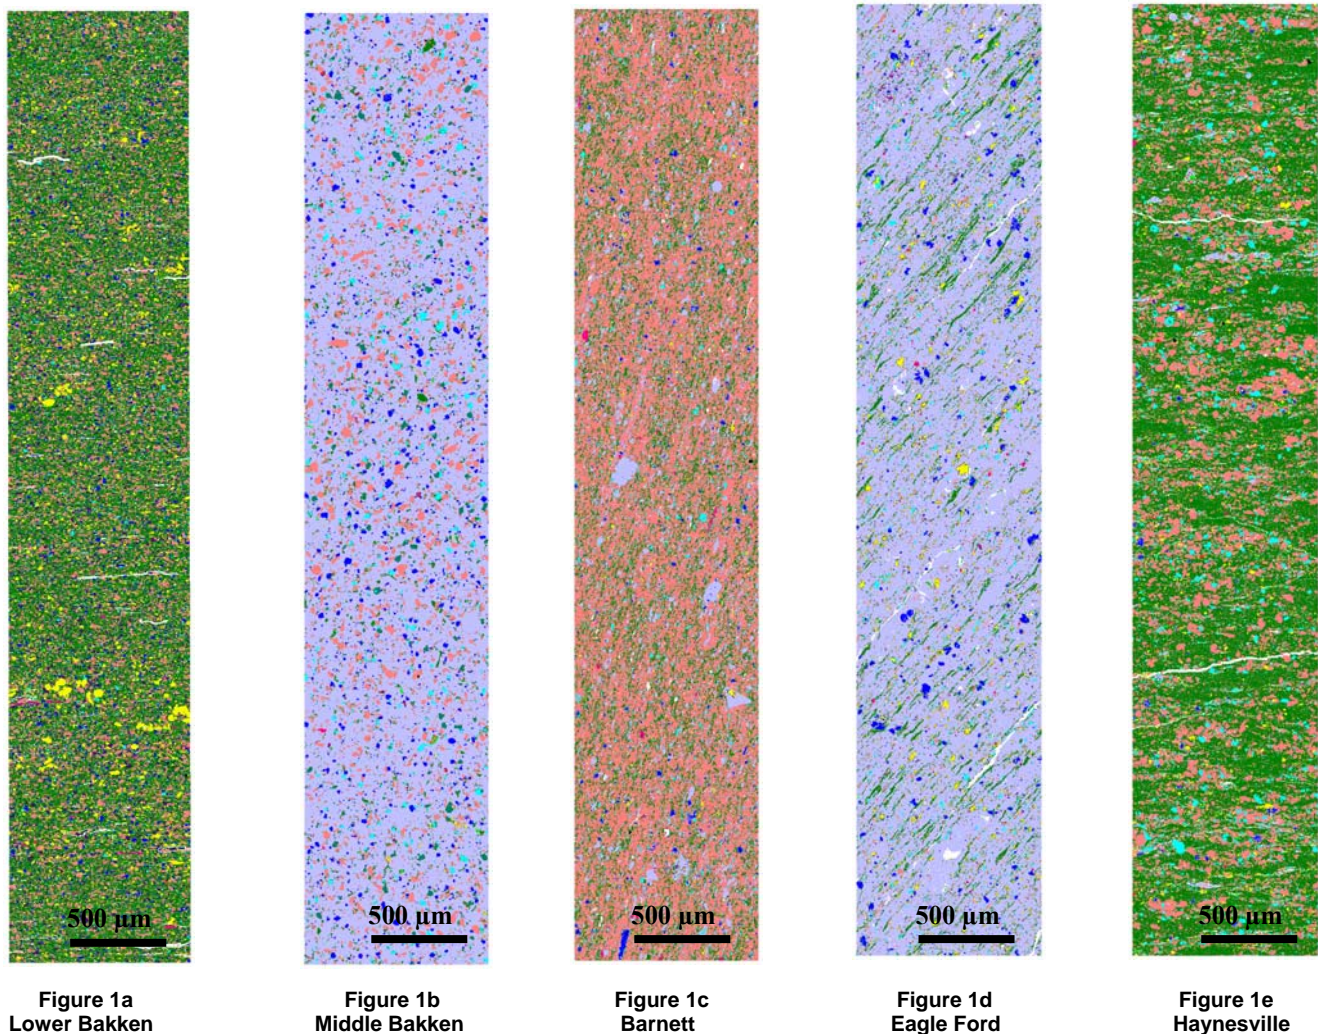 500 µm
500 µm
500 µm
500 µm
500 µm
Figure 1a
Lower Bakken
Figure 1b
Middle Bakken
Figure 1c
Barnett
Figure 1d
Eagle Ford
Figure 1e
Haynesville